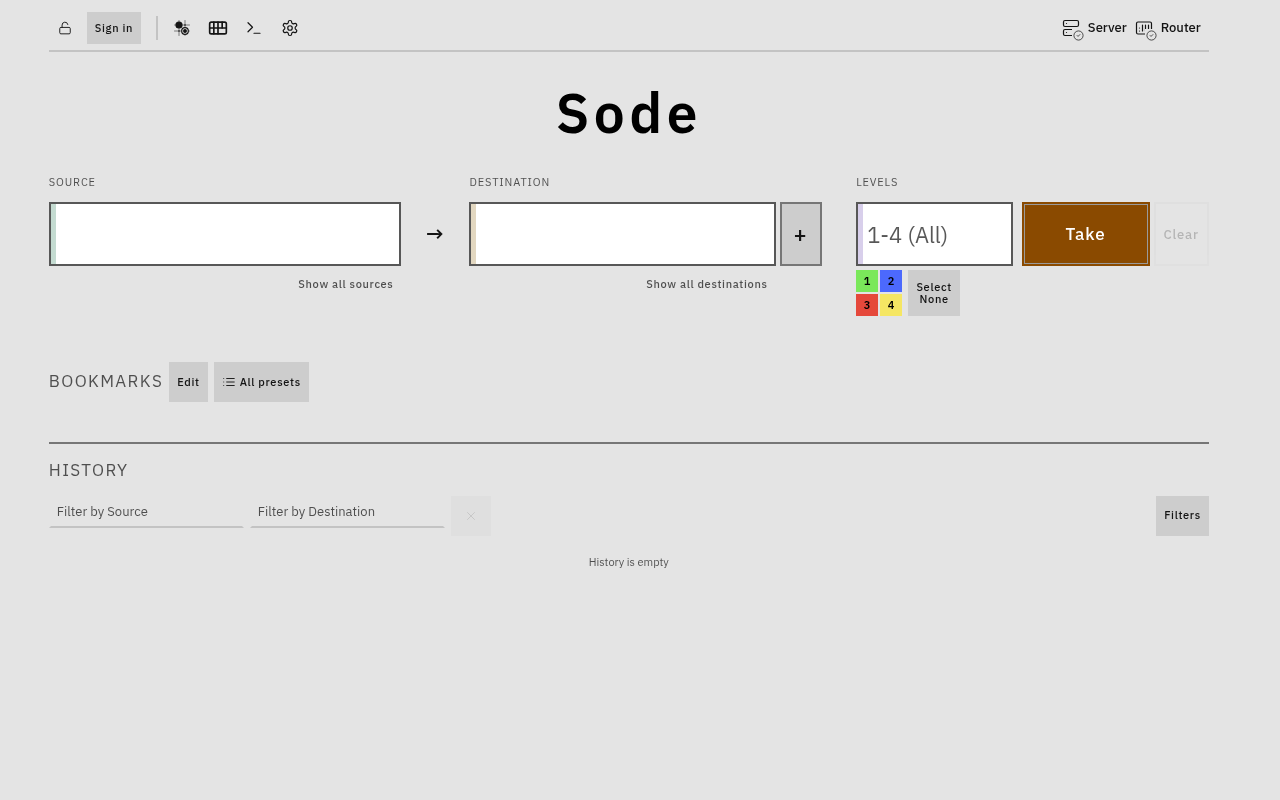 Sign in
Server
Router
Sode
SOURCE
DESTINATION
LEVELS
+
1-4 (All)
Take
Clear
Show all sources
Show all destinations
1 2
3 4
Select
None
BOOKMARKS
Edit
All presets
HISTORY
Filter by Source
Filter by Destination
Filters
History is empty